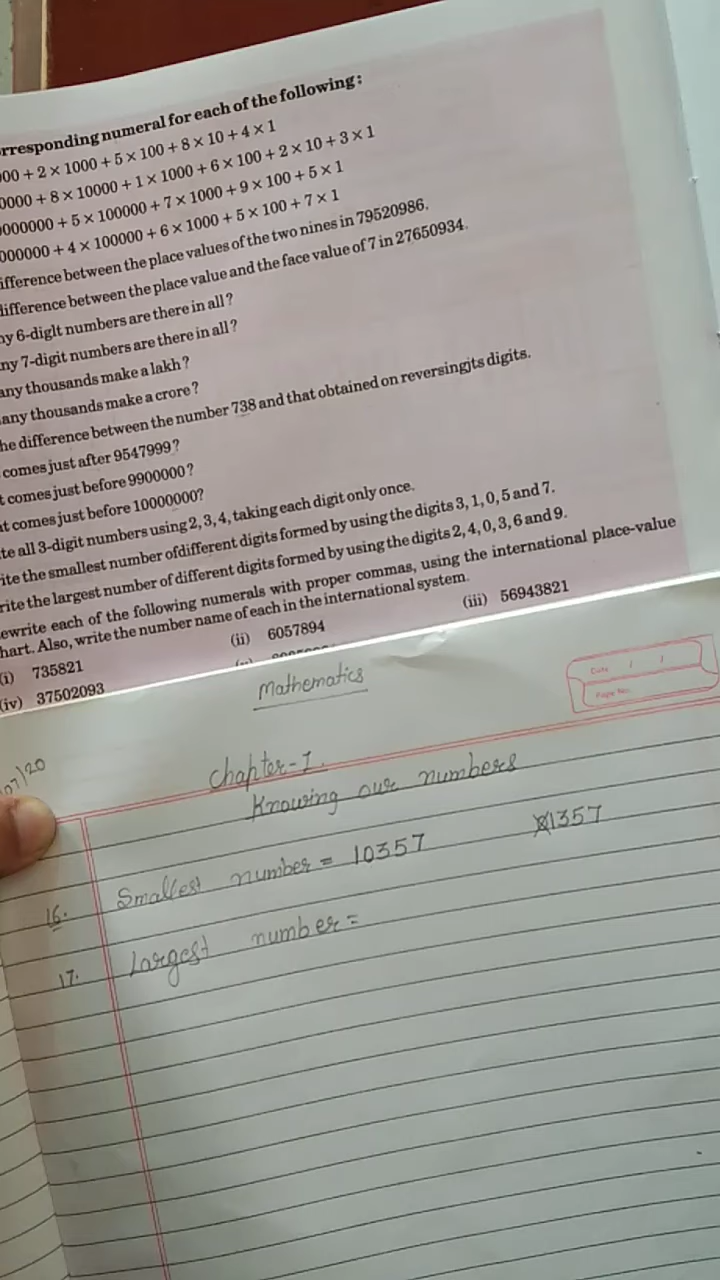 rresponding numeral for each of the following:
00 + 2 × 1000 + 5 × 100 + 8 × 10 + 4 × 1
0000 + 8 × 10000 + 1 × 1000 + 6 × 100 + 2 × 10 + 3 × 1
000000 + 5 × 100000 + 7 × 1000 + 9 × 100 + 5 × 1
000000 + 4 × 100000 + 6 × 1000 + 5 × 100 + 7 × 1
ifference between the place values of the two nines in 79520986.
difference between the place value and the face value of 7 in 27650934.
ny 6-digit numbers are there in all?
ny 7-digit numbers are there in all?
any thousands make a lakh?
any thousands make a crore?
he difference between the number 738 and that obtained on reversing its digits.
comes just after 9547999?
t comes just before 9900000?
at comes just before 10000000?
te all 3-digit numbers using 2, 3, 4, taking each digit only once.
ite the smallest number of different digits formed by using the digits 3, 1, 0, 5 and 7.
rite the largest number of different digits formed by using the digits 2, 4, 0, 3, 6 and 9.
ewrite each of the following numerals with proper commas, using the international place-value
hart. Also, write the number name of each in the international system.
(i) 735821 (ii) 6057894 (iii) 56943821
(iv) 37502093
Mathematics
Date / /
Page No.
07/20
Chapter-1.
Knowing our numbers
16. Smallest number = 10357 1357
17. Largest number =